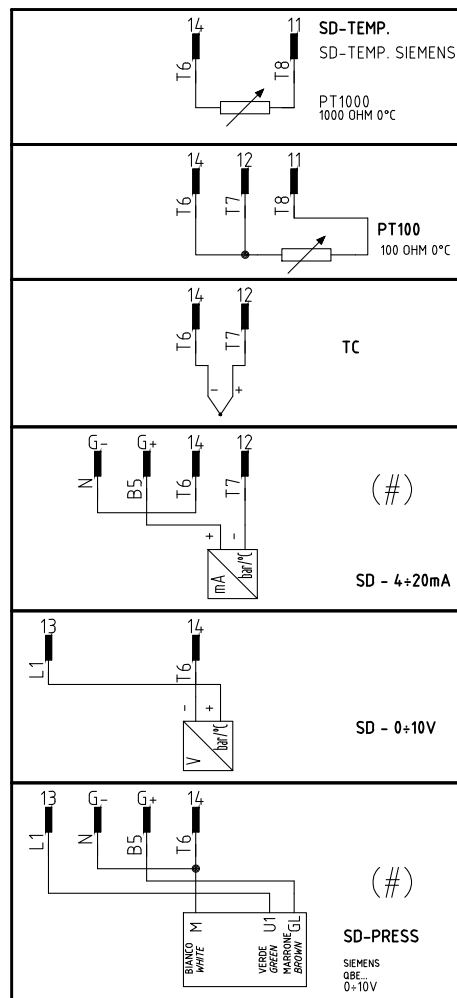 14 11 SD-TEMP.
SD-TEMP. SIEMENS
T6 T8
PT1000
1000 OHM 0°C
14 12 11
T6 T7 T8
PT100
100 OHM 0°C
14 12
T6 T7
TC
- +
G- G+ 14 12
N B5 T6 T7
(#)
+ -
mA bar/°C
SD - 4÷20mA
13 14
L1 T6
- +
V bar/°C
SD - 0÷10V
13 G- G+ 14
L1 N B5 T6
(#)
M U1 GL
BIANCO
WHITE
VERDE
GREEN
MARRONE
BROWN
SD-PRESS
SIEMENS
QBE...
0÷10V